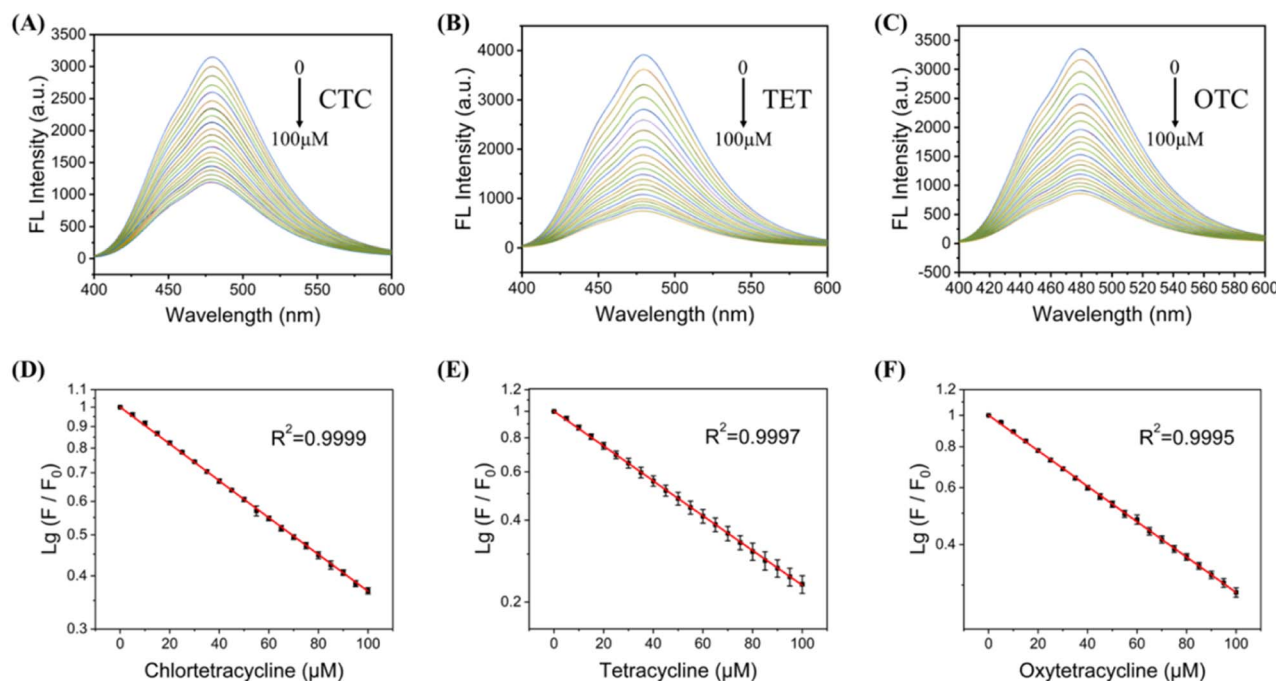 (A)
3500
3000
2500
2000
1500
1000
500
0
FL Intensity (a.u.)
0
CTC
100μM
400 450 500 550 600
Wavelength (nm)
(B)
4000
3000
2000
1000
0
FL Intensity (a.u.)
0
TET
100μM
400 450 500 550 600
Wavelength (nm)
(C)
3500
3000
2500
2000
1500
1000
500
0
-500
FL Intensity (a.u.)
0
OTC
100μM
400 420 440 460 480 500 520 540 560 580 600
Wavelength (nm)
(D)
1.1
1
0.9
0.8
0.7
0.6
0.5
0.4
0.3
Lg (F / F0)
R2=0.9999
0 20 40 60 80 100
Chlortetracycline (μM)
(E)
1.2
1
0.8
0.6
0.4
0.2
Lg (F / F0)
R2=0.9997
0 20 40 60 80 100
Tetracycline (μM)
(F)
1.2
1
0.8
0.6
0.4
Lg (F / F0)
R2=0.9995
0 20 40 60 80 100
Oxytetracycline (μM)